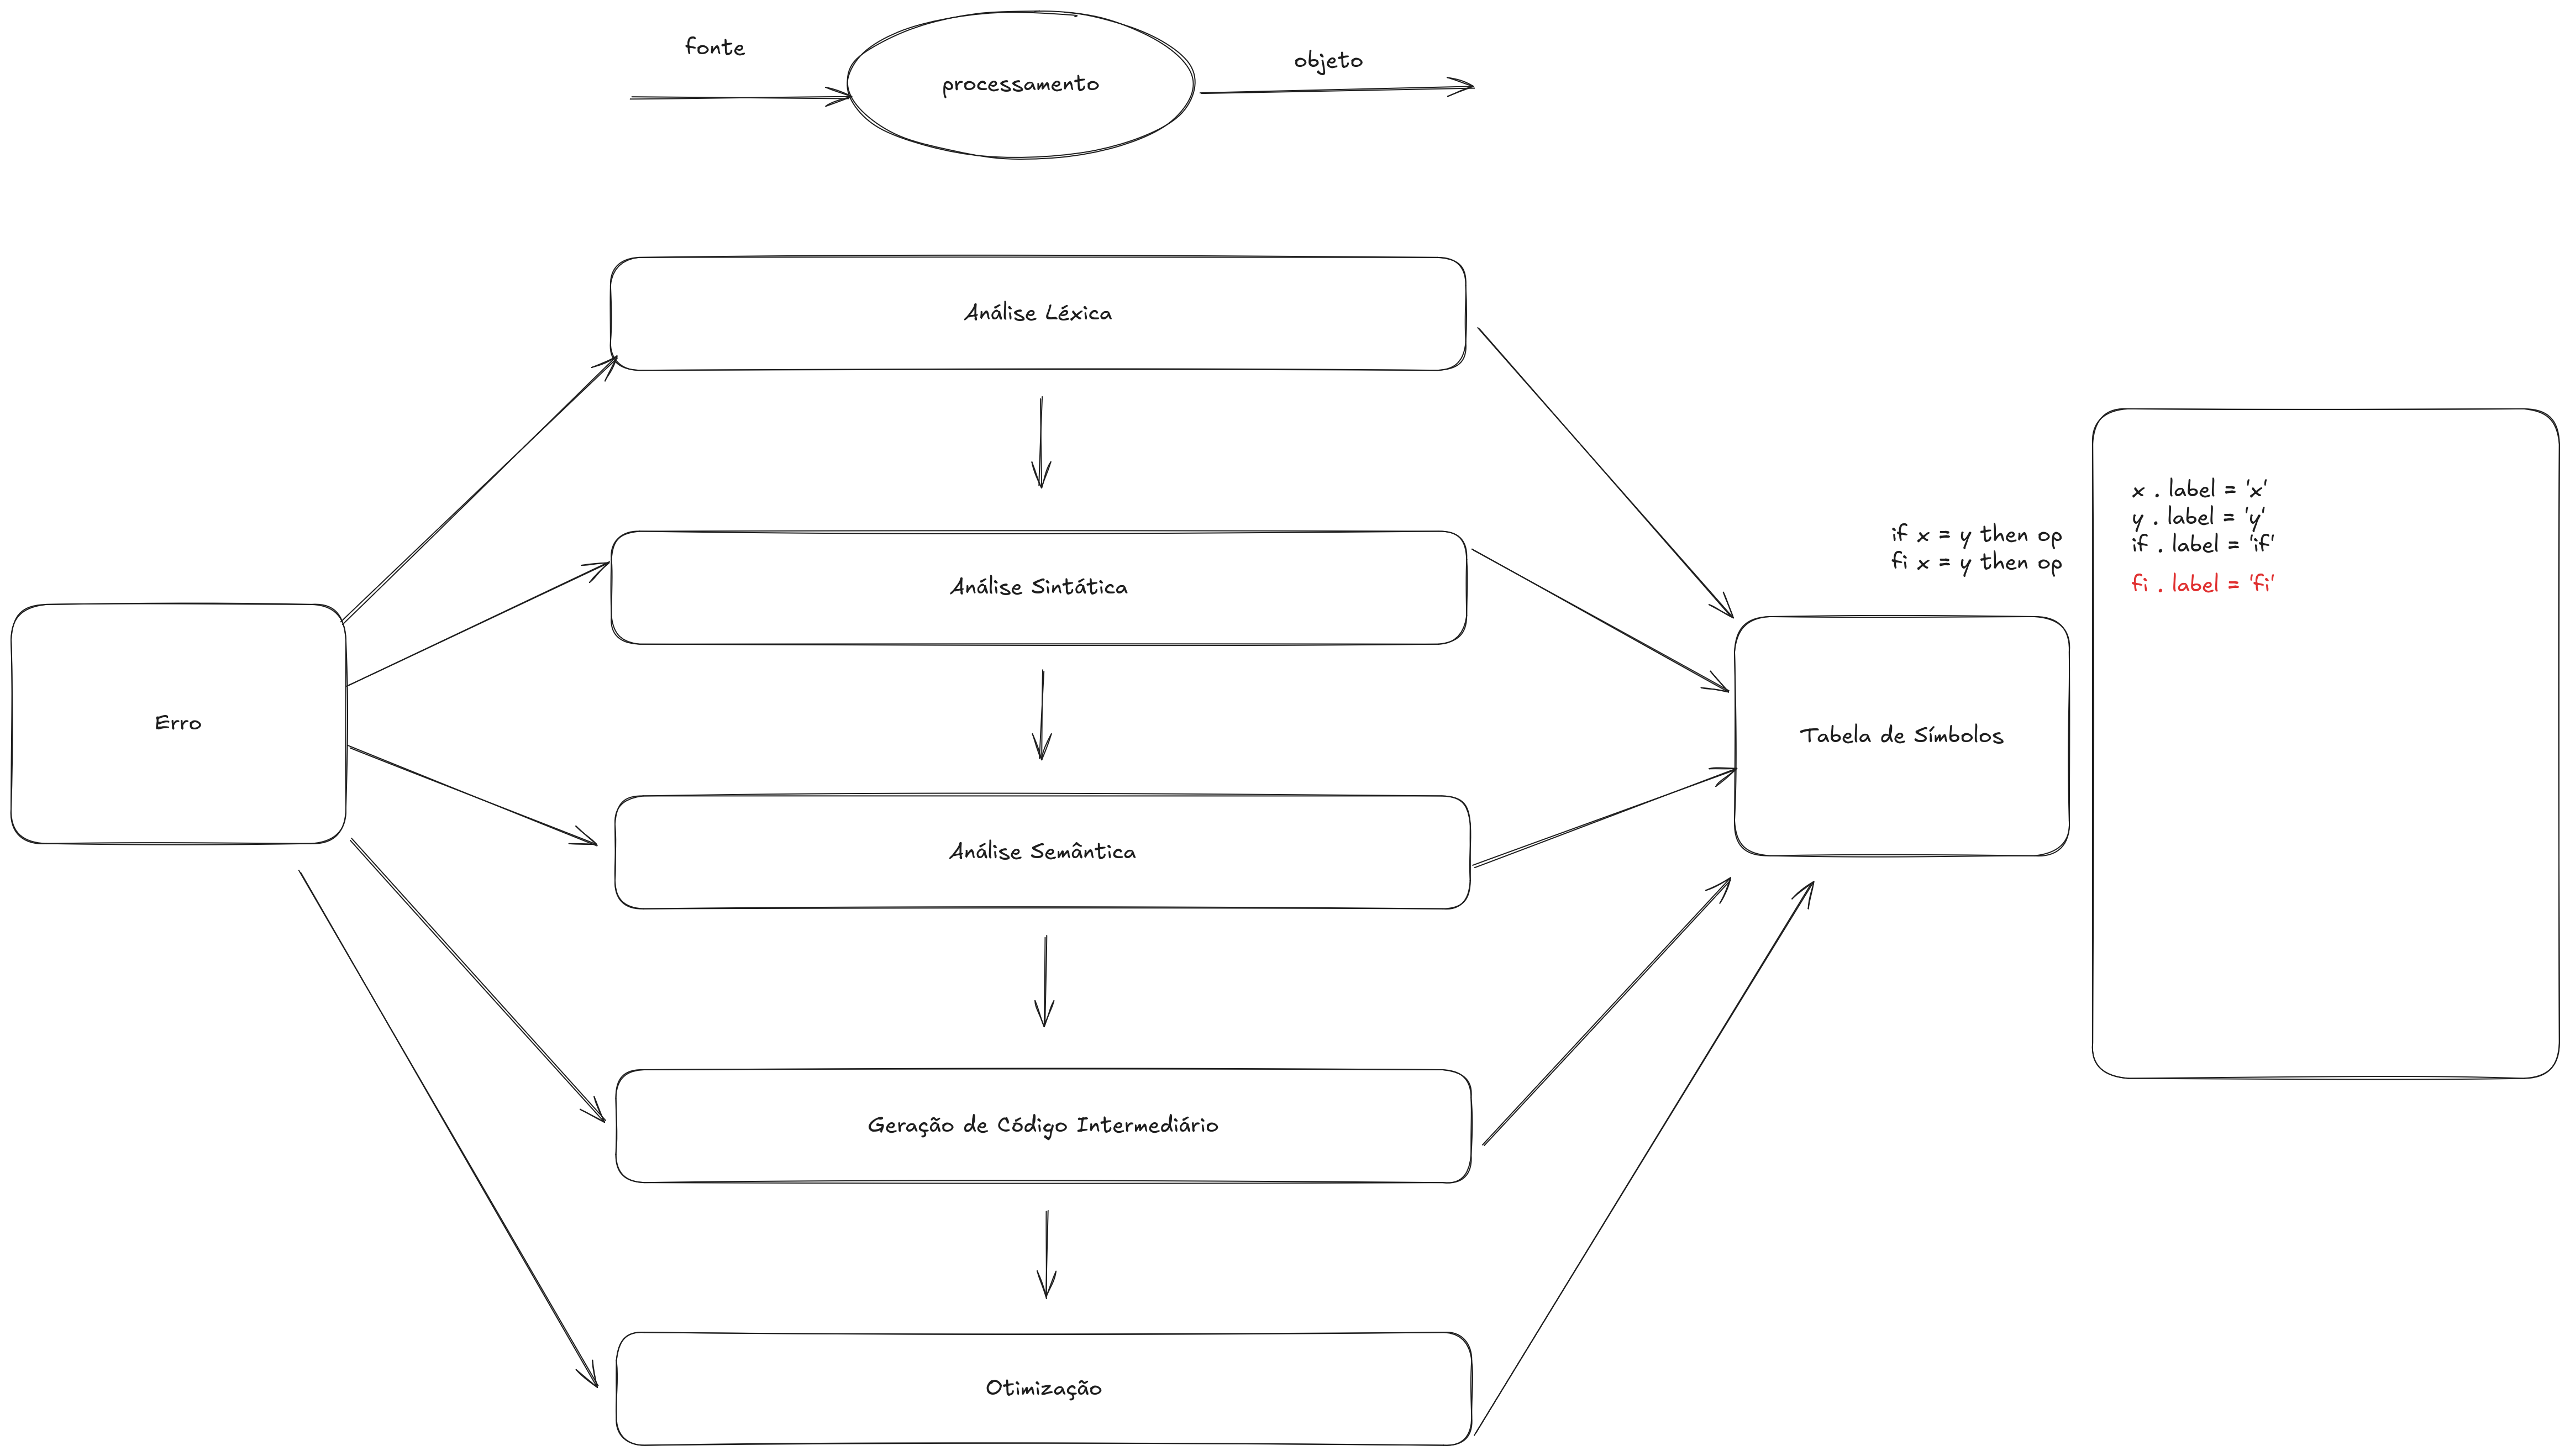 fonte
processamento
objeto
Análise Léxica
Análise Sintática
Análise Semântica
Geração de Código Intermediário
Otimização
Erro
Tabela de Símbolos
if x = y then op
fi x = y then op
x . label = 'x'
y . label = 'y'
if . label = 'if'
fi . label = 'fi'